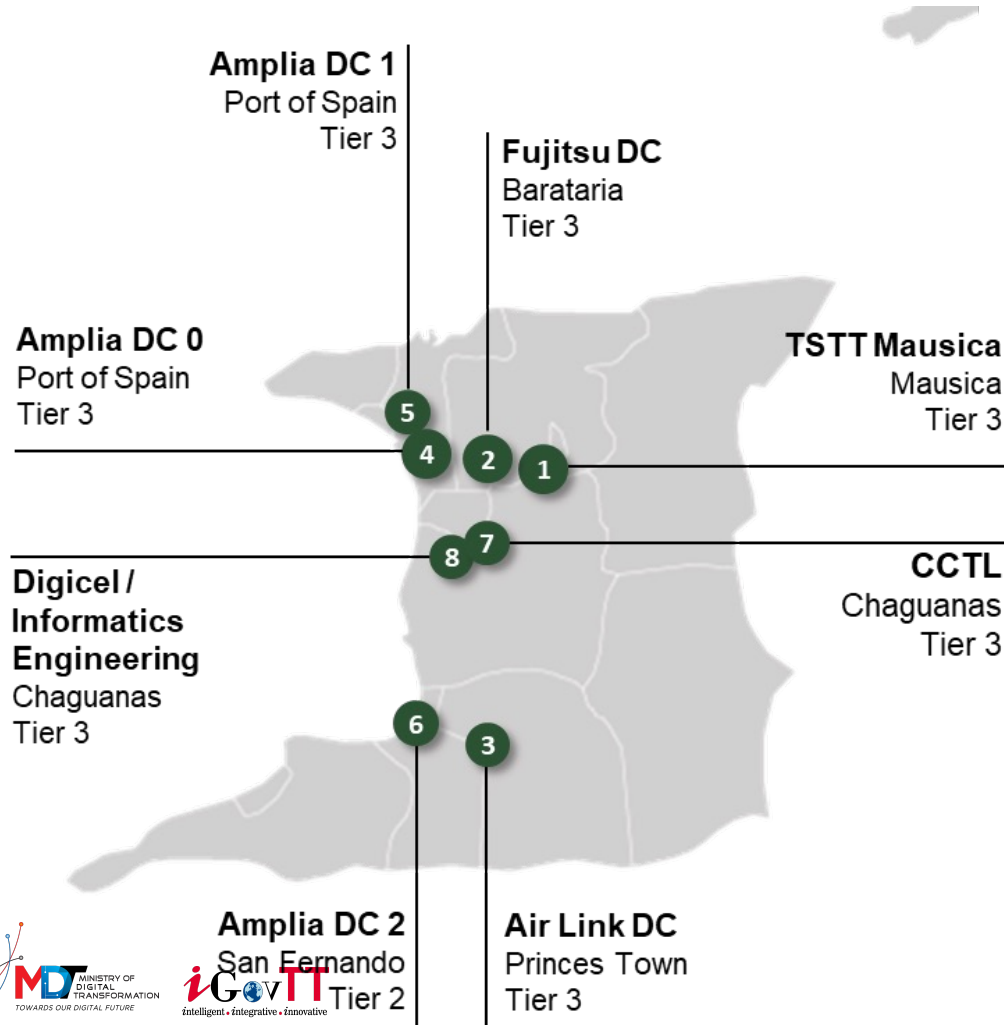 Amplia DC 1
Port of Spain
Tier 3
Fujitsu DC
Barataria
Tier 3
Amplia DC 0
Port of Spain
Tier 3
TSTT Mausica
Mausica
Tier 3
5
4
2
1
7
8
Digicel /
Informatics
Engineering
Chaguanas
Tier 3
CCTL
Chaguanas
Tier 3
6
3
Amplia DC 2
San Fernando
Tier 2
Air Link DC
Princes Town
Tier 3
MDT
MINISTRY OF
DIGITAL
TRANSFORMATION
TOWARDS OUR DIGITAL FUTURE
iGovTT
intelligent • integrative • innovative